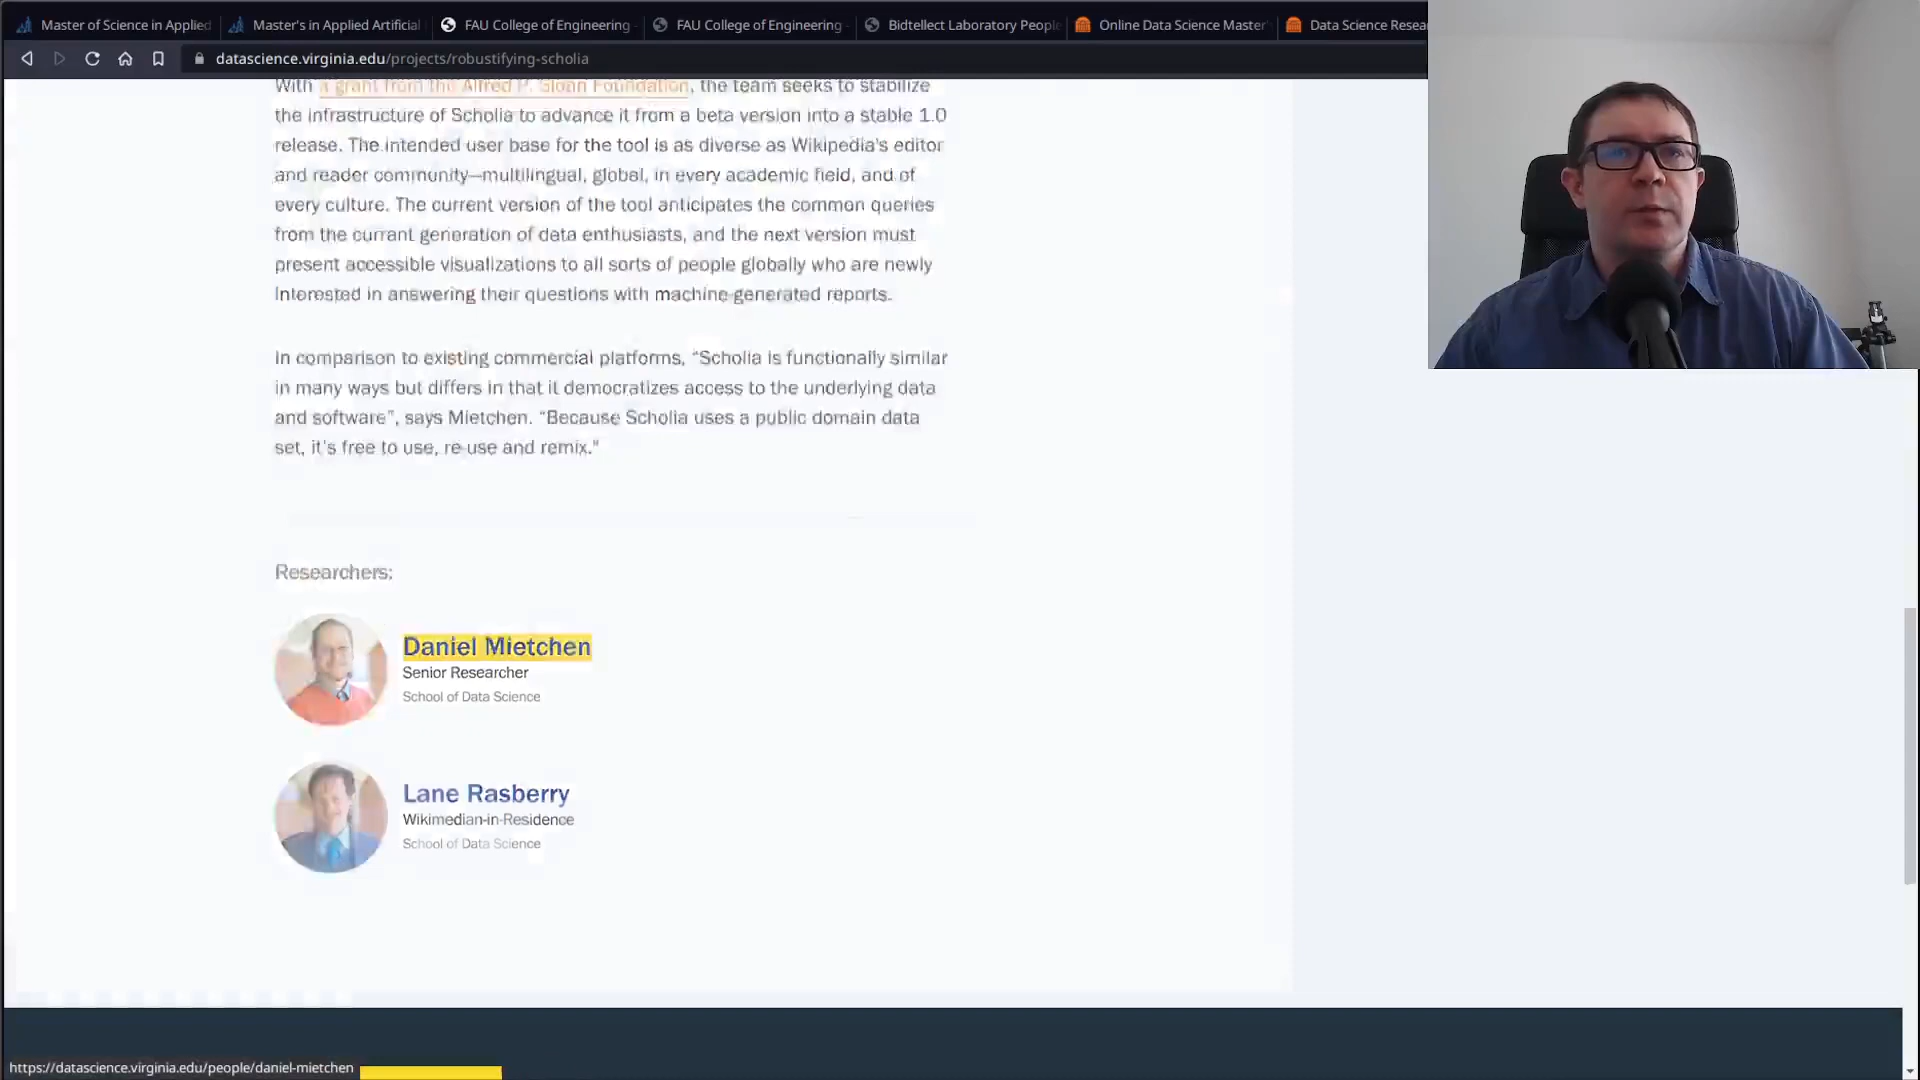 Master of Science in Applied
Master's in Applied Artificial I
FAU College of Engineering -
FAU College of Engineering -
Bidtellect Laboratory People
Online Data Science Master'
Data Science Resea
datascience.virginia.edu/projects/robustifying-scholia
With a grant from the Alfred P. Sloan Foundation, the team seeks to stabilize
the infrastructure of Scholia to advance it from a beta version into a stable 1.0
release. The intended user base for the tool is as diverse as Wikipedia's editor
and reader community—multilingual, global, in every academic field, and of
every culture. The current version of the tool anticipates the common queries
from the currant generation of data enthusiasts, and the next version must
present accessible visualizations to all sorts of people globally who are newly
interested in answering their questions with machine-generated reports.
In comparison to existing commercial platforms, “Scholia is functionally similar
in many ways but differs in that it democratizes access to the underlying data
and software”, says Mietchen. “Because Scholia uses a public domain data
set, it's free to use, re-use and remix."
Researchers:
Daniel Mietchen
Senior Researcher
School of Data Science
Lane Rasberry
Wikimedian-in-Residence
School of Data Science
https://datascience.virginia.edu/people/daniel-mietchen